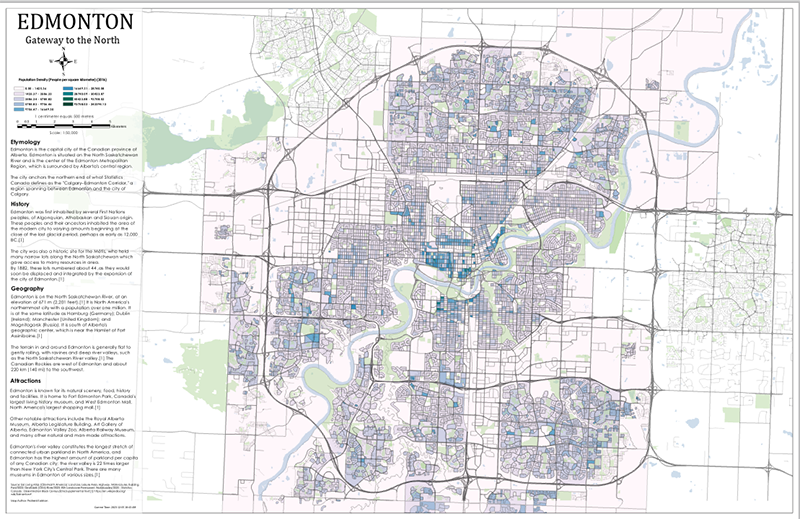 EDMONTON
Gateway to the North
N
W E
S
Population Density (People per square kilometer) (2016)
1 centimeter equals 300 meters
Kilometers
Etymology
Edmonton is the capital city of the Canadian province of
Alberta. Edmonton is situated on the North Saskatchewan
River and is the center of the Edmonton Metropolitan
Region, which is surrounded by Alberta's central region.
The city anchors the northern end of what Statistics
Canada defines as the "Calgary-Edmonton Corridor," a
region spanning between Edmonton and the city of
Calgary.
History
Edmonton was first inhabited by several First Nations
peoples, of Algonquian, Athabaskan and Siouan origin.
These peoples and their ancestors inhabited the area of
the modern city to varying amounts beginning at the
close of the last glacial period, perhaps as early as 12,000
BC.[1]
The city was also a historic site for the Métis, who held
many narrow lots along the North Saskatchewan which
gave access to many resources in area.
By 1882, these lots numbered about 44, as they would
soon be displaced and integrated by the expansion of
the city of Edmonton.[1]
Geography
Edmonton is on the North Saskatchewan River, at an
elevation of 671 m (2,201 feet).[1] It is North America's
northernmost city with a population over one million. It
is at the same latitude as Hamburg (Germany), Dublin
(Ireland), Manchester (United Kingdom), and
Magnitogorsk (Russia). It is south of Alberta's
geographic center, which is near the Hamlet of Fort
Assiniboine.[1]
The terrain in and around Edmonton is generally flat to
gently rolling, with ravines and deep river valleys, such
as the North Saskatchewan River valley.[1] The
Canadian Rockies are west of Edmonton and about
220 km (140 mi) to the southwest.
Attractions
Edmonton is known for its natural scenery, food, history
and facilities. It is home to Fort Edmonton Park, Canada's
largest living history museum, and West Edmonton Mall,
North America's largest shopping mall.[1]
Other notable attractions include the Royal Alberta
Museum, Alberta Legislature Building, Art Gallery of
Alberta, Edmonton Valley Zoo, Alberta Railway Museum,
and many other natural and man-made attractions.
Edmonton's river valley constitutes the longest stretch of
connected urban parkland in North America, and
Edmonton has the highest amount of parkland per capita
of any Canadian city; the river valley is 22 times larger
than New York City's Central Park. There are many
museums in Edmonton of various sizes.[1]